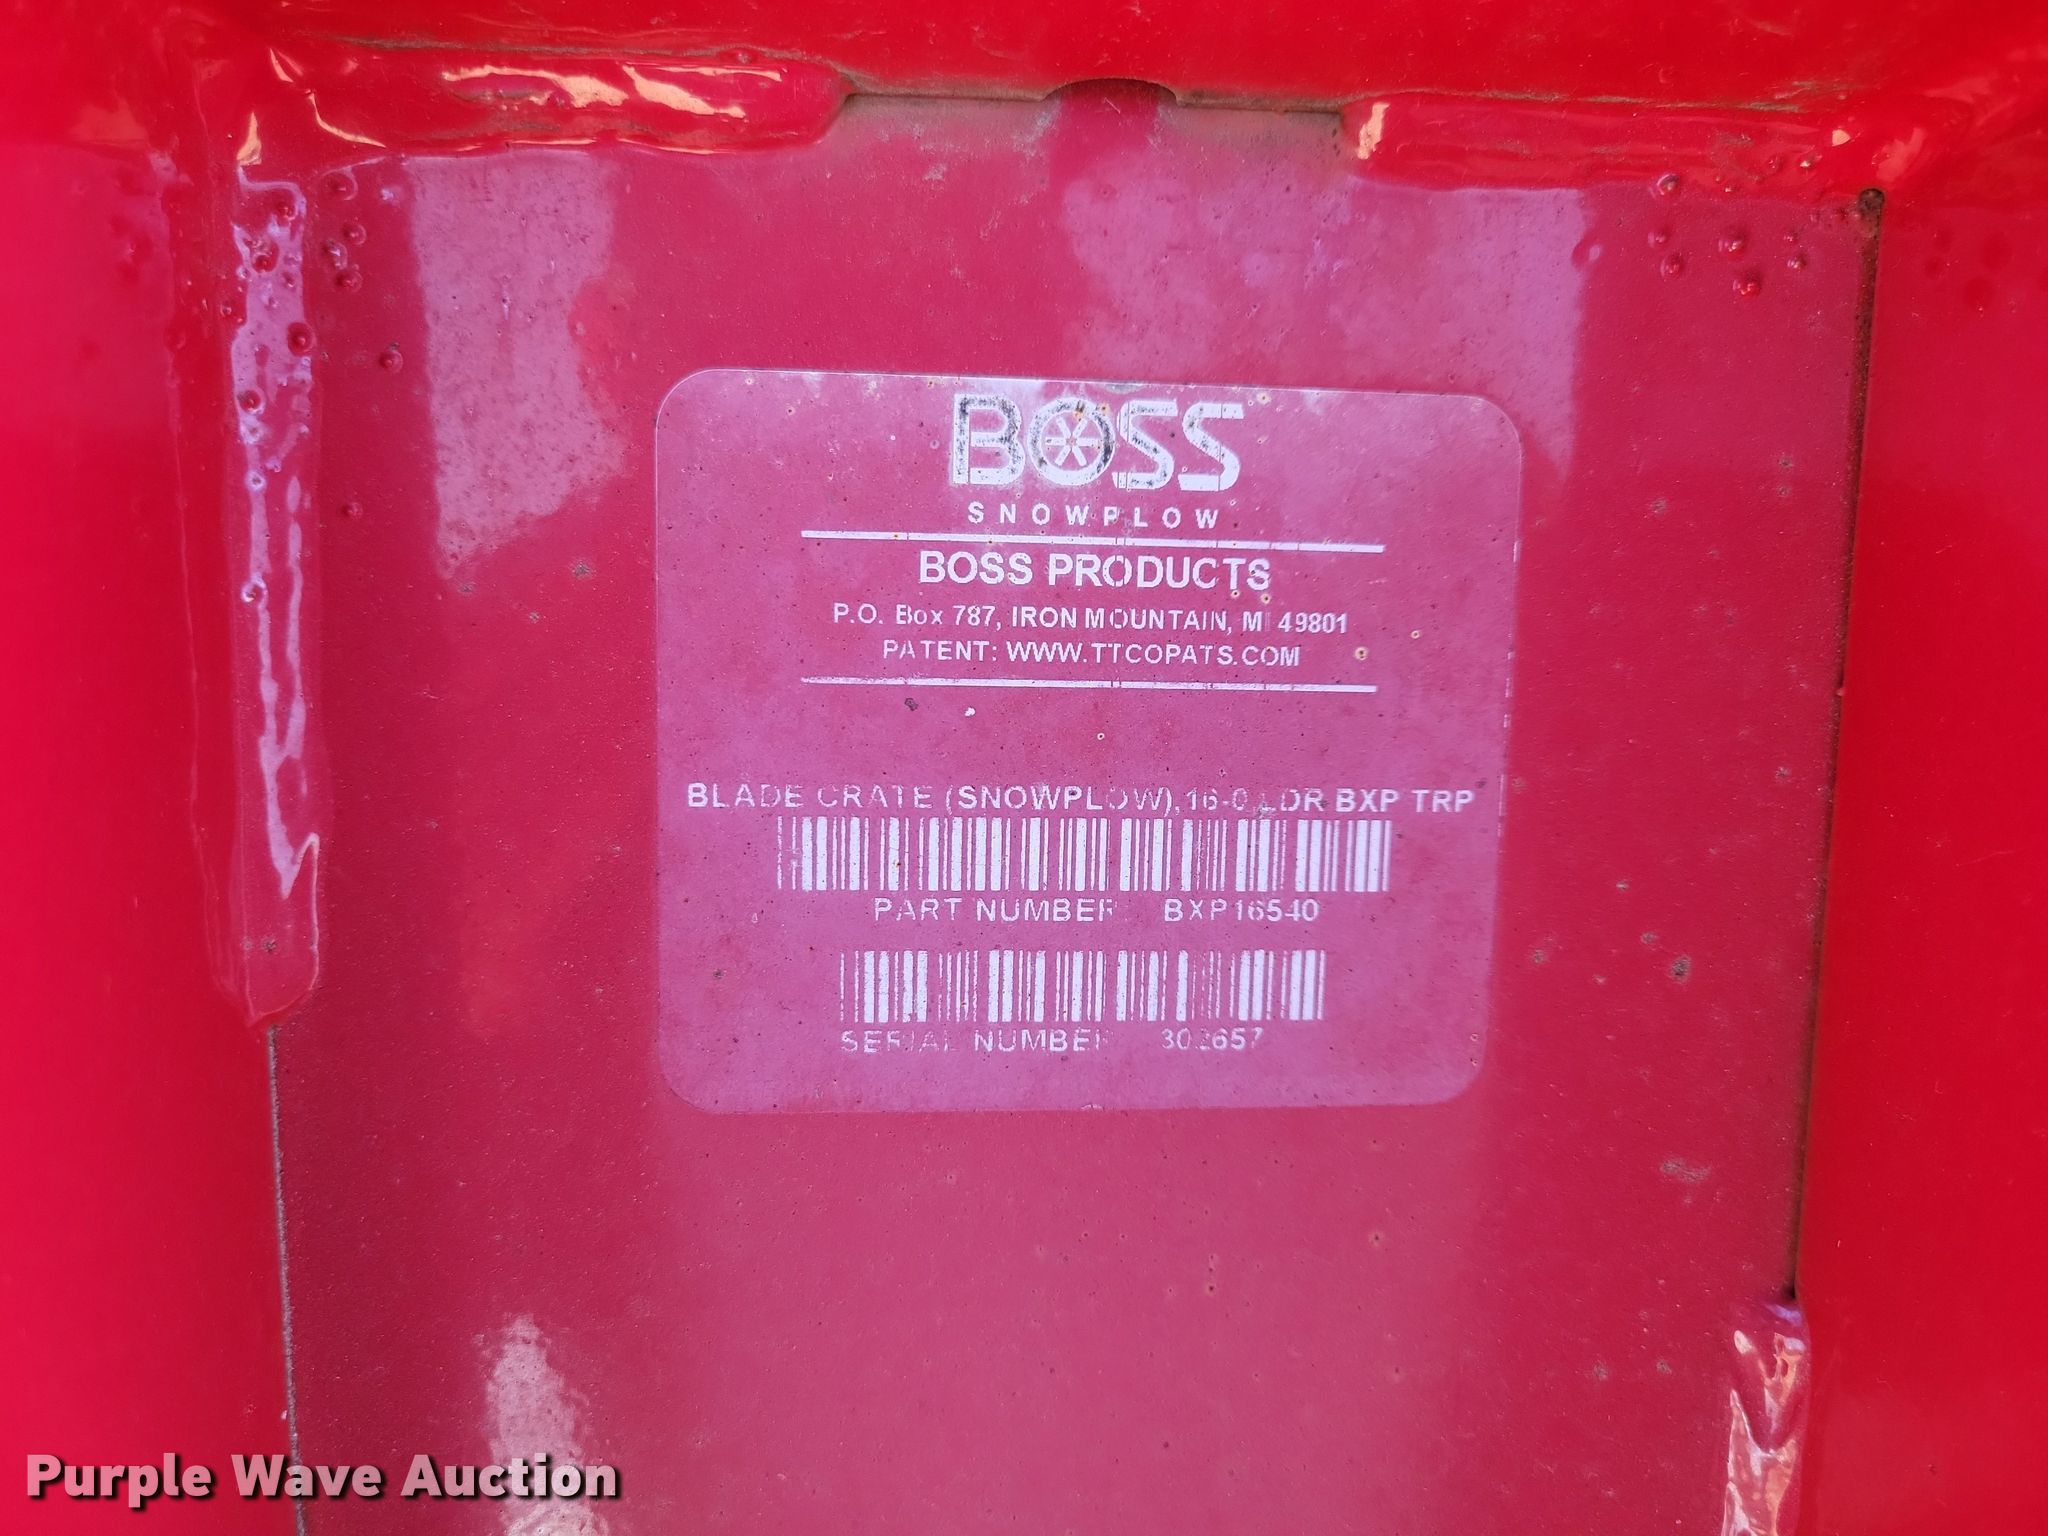 BOSS
SNOWPLOW
BOSS PRODUCTS
P.O. Box 787, IRON MOUNTAIN, MI 49801
PATENT: WWW.TTCOPATS.COM
BLADE CRATE (SNOWPLOW),16-0,LDR BXP TRP
PART NUMBER BXP16540
SERIAL NUMBER 302657
Purple Wave Auction